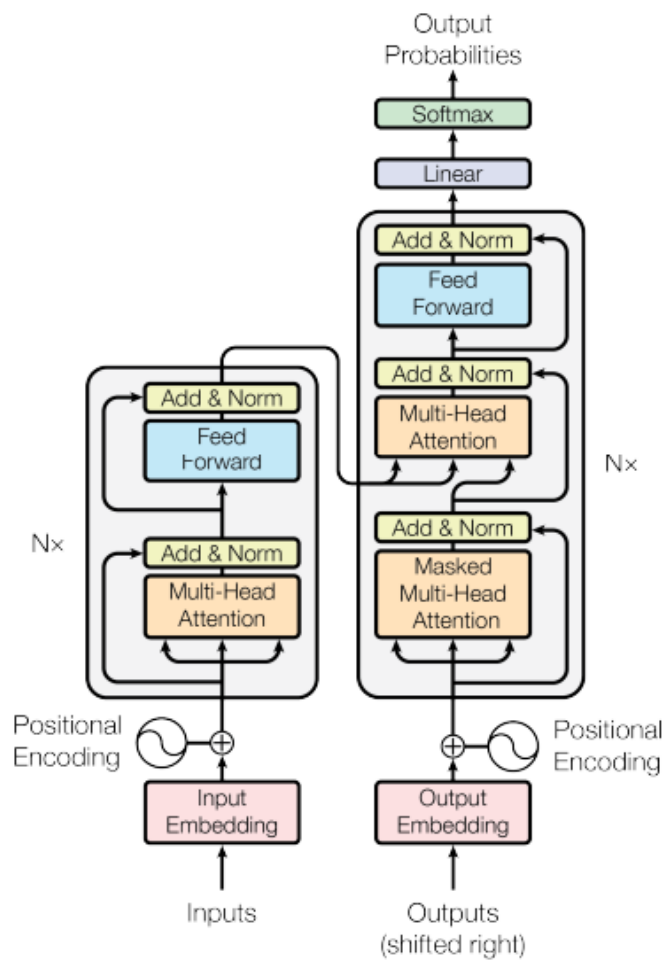 Output
Probabilities
Softmax
Linear
Add & Norm
Feed
Forward
Add & Norm
Multi-Head
Attention
Add & Norm
Masked
Multi-Head
Attention
Nx
Add & Norm
Feed
Forward
Add & Norm
Multi-Head
Attention
Nx
Positional
Encoding
Positional
Encoding
Input
Embedding
Output
Embedding
Inputs
Outputs
(shifted right)